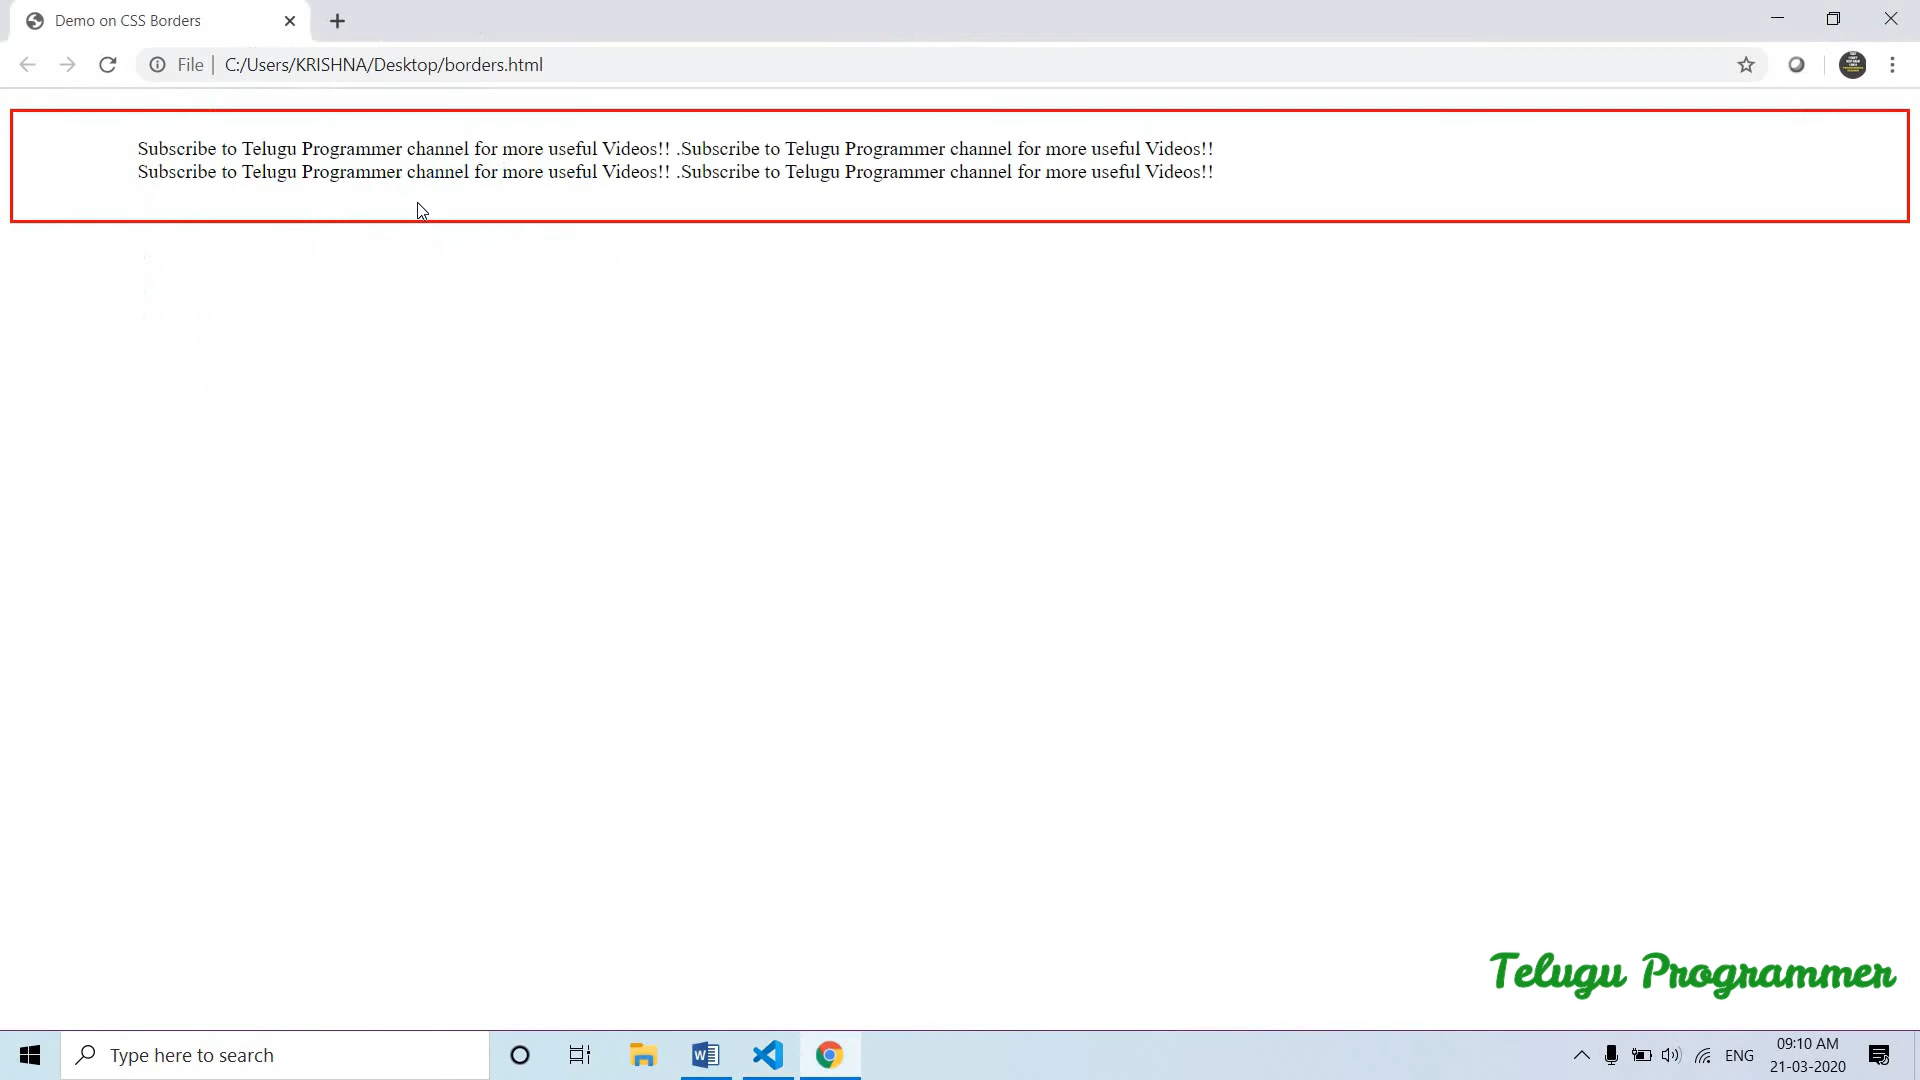 Demo on CSS Borders
File | C:/Users/KRISHNA/Desktop/borders.html
Subscribe to Telugu Programmer channel for more useful Videos!! .Subscribe to Telugu Programmer channel for more useful Videos!!
Subscribe to Telugu Programmer channel for more useful Videos!! .Subscribe to Telugu Programmer channel for more useful Videos!!
Telugu Programmer
Type here to search
ENG
09:10 AM
21-03-2020